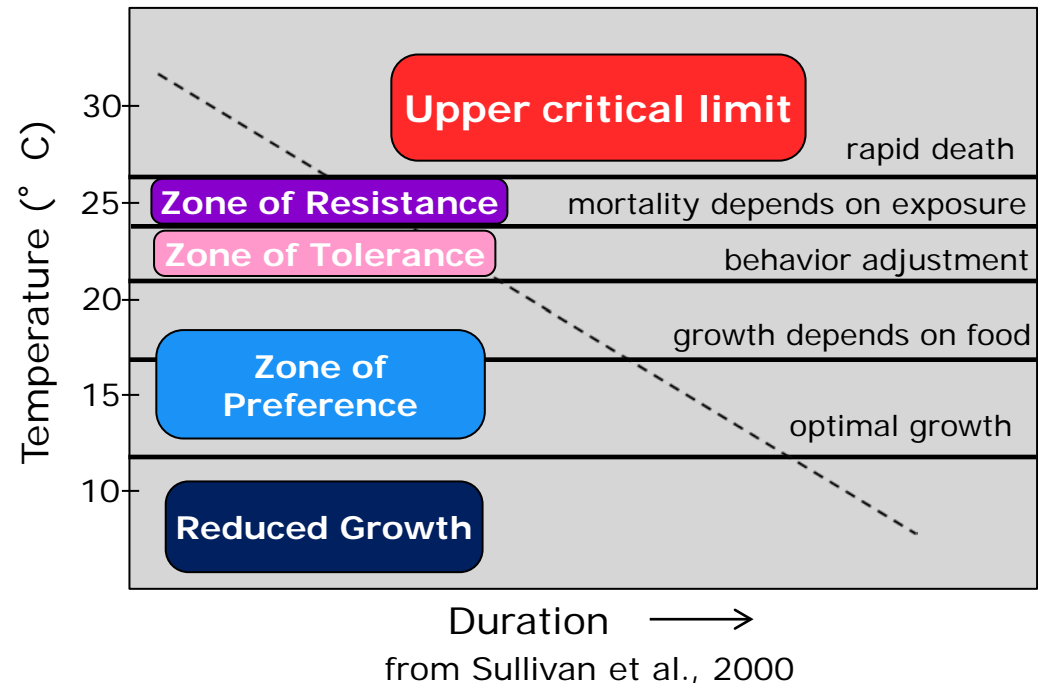 Temperature (° C)
30
Upper critical limit
rapid death
25
Zone of Resistance
mortality depends on exposure
Zone of Tolerance
behavior adjustment
20
growth depends on food
Zone of
Preference
15
optimal growth
10
Reduced Growth
Duration
from Sullivan et al., 2000